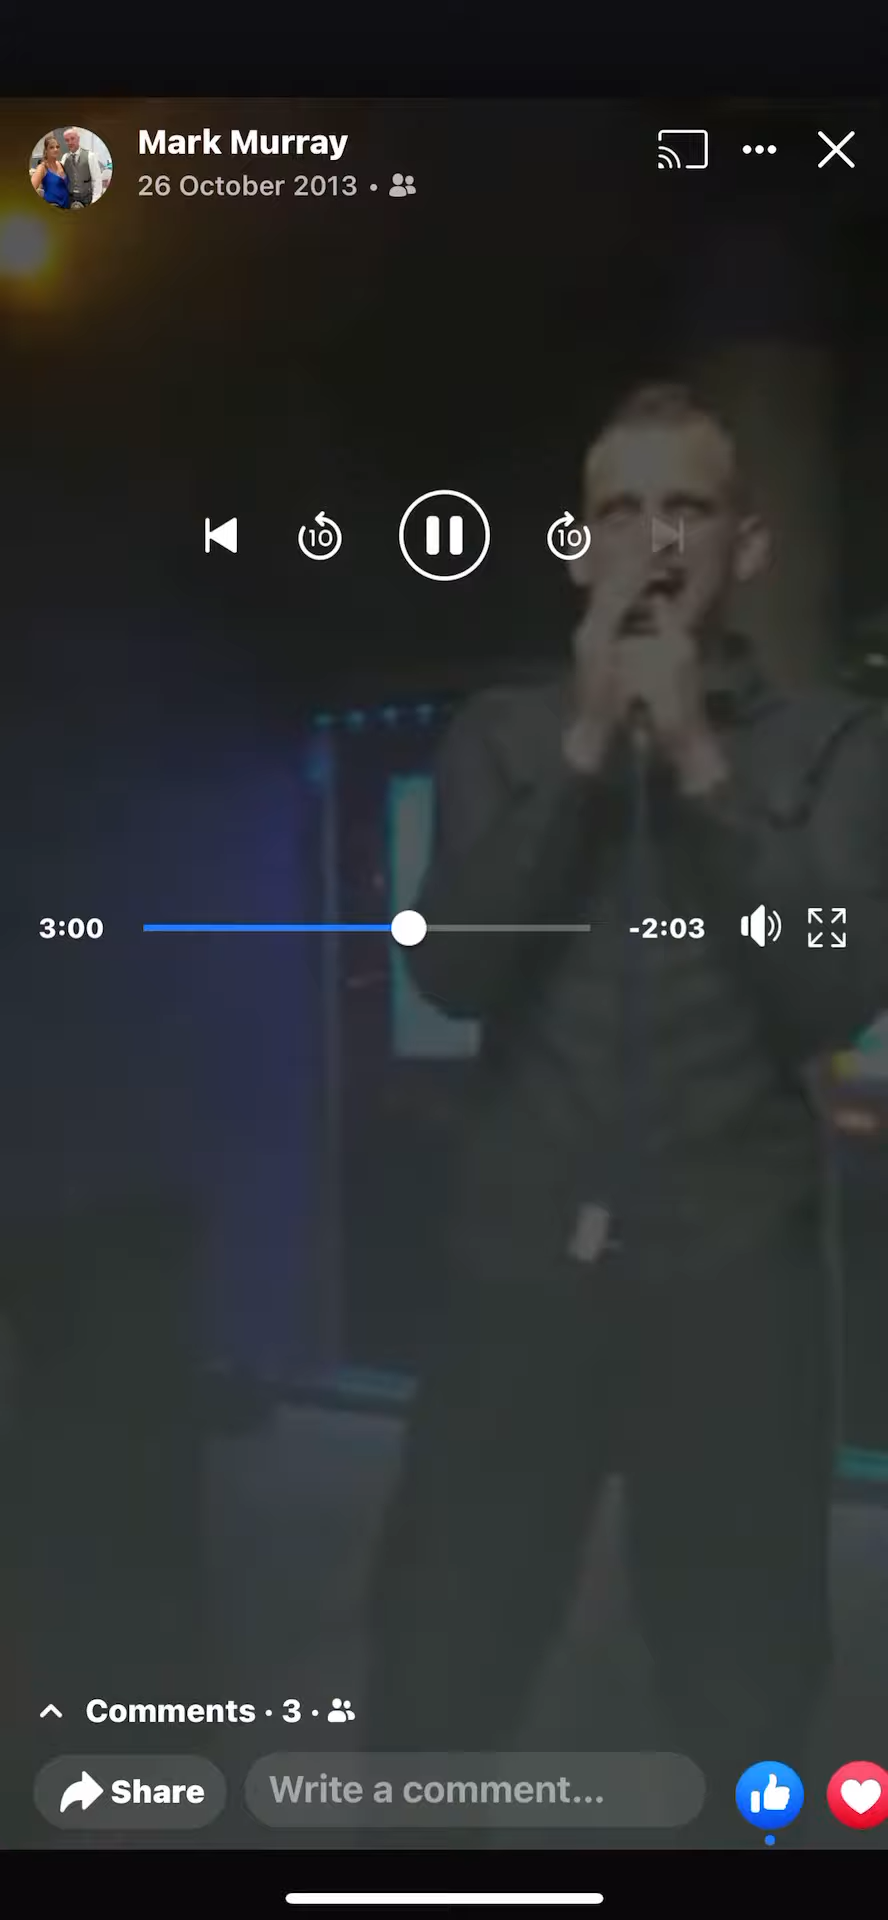 Mark Murray
26 October 2013 •
10
10
3:00
-2:03
Comments · 3 ·
Share
Write a comment...